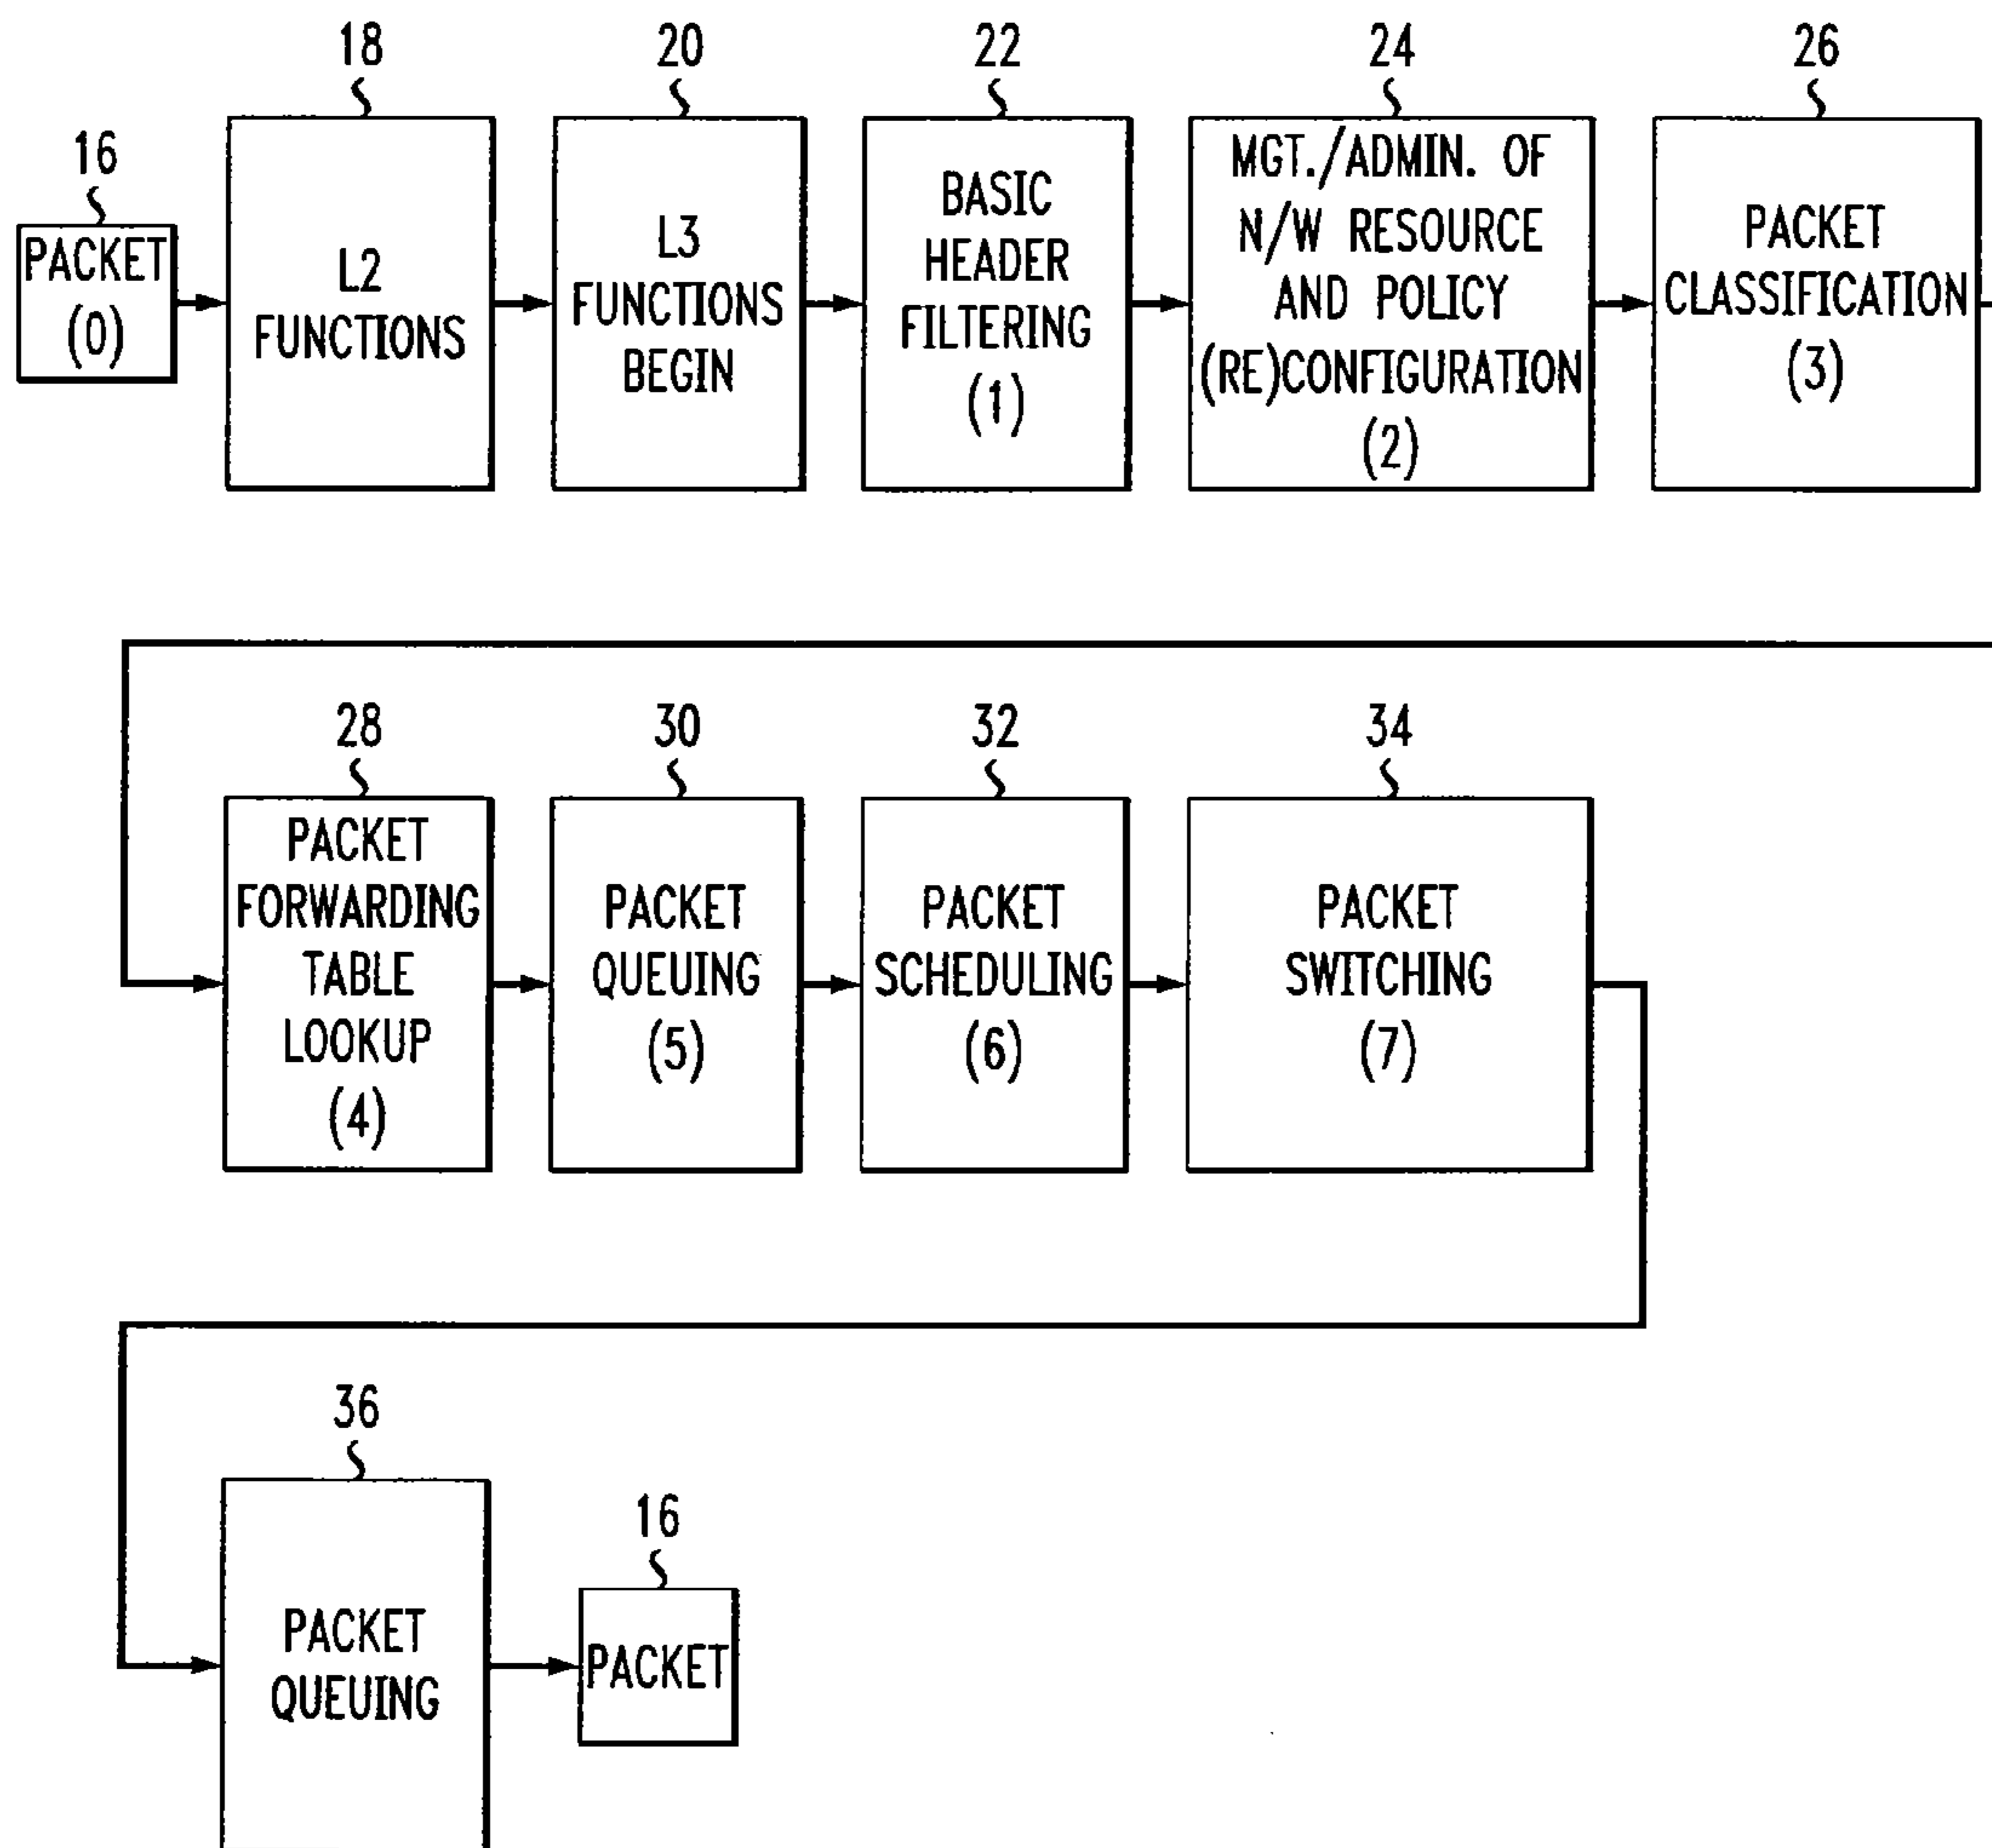 16
PACKET
(0)
18
L2
FUNCTIONS
20
L3
FUNCTIONS
BEGIN
22
BASIC
HEADER
FILTERING
(1)
24
MGT./ADMIN. OF
N/W RESOURCE
AND POLICY
(RE)CONFIGURATION
(2)
26
PACKET
CLASSIFICATION
(3)
28
PACKET
FORWARDING
TABLE
LOOKUP
(4)
30
PACKET
QUEUING
(5)
32
PACKET
SCHEDULING
(6)
34
PACKET
SWITCHING
(7)
36
PACKET
QUEUING
16
PACKET